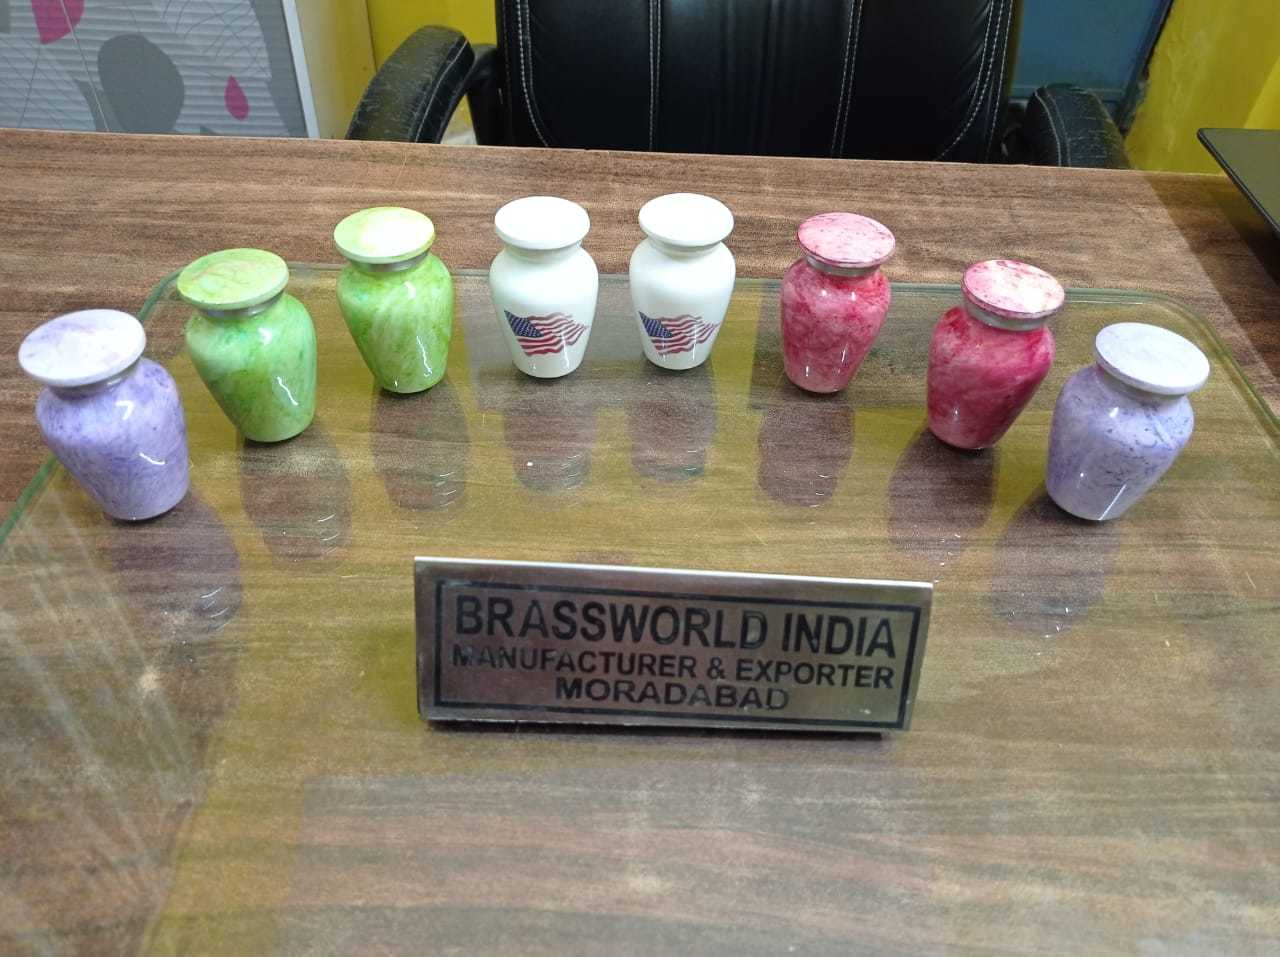 BRASSWORLD INDIA
MANUFACTURER & EXPORTER
MORADABAD